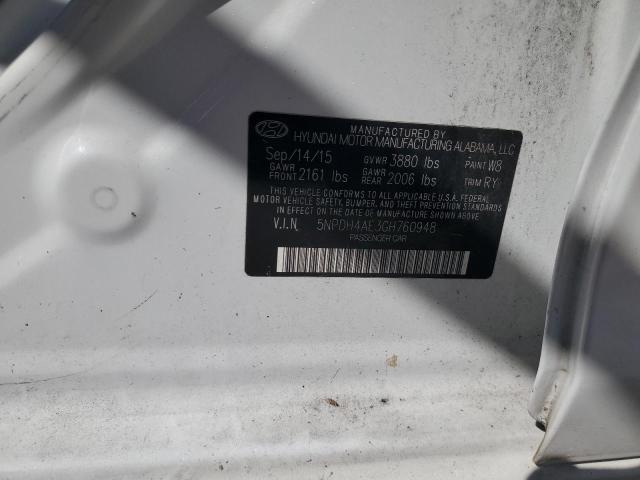 MANUFACTURED BY
HYUNDAI MOTOR MANUFACTURING ALABAMA, LLC
Sep/14/15 GVWR 3880 lbs PAINT W8
GAWR FRONT 2161 lbs GAWR REAR 2006 lbs TRIM RY
THIS VEHICLE CONFORMS TO ALL APPLICABLE U.S.A. FEDERAL
MOTOR VEHICLE SAFETY, BUMPER, AND THEFT PREVENTION STANDARDS
IN EFFECT ON THE DATE OF MANUFACTURE SHOWN ABOVE.
V.I.N. 5NPDH4AE3GH760948
PASSENGER CAR